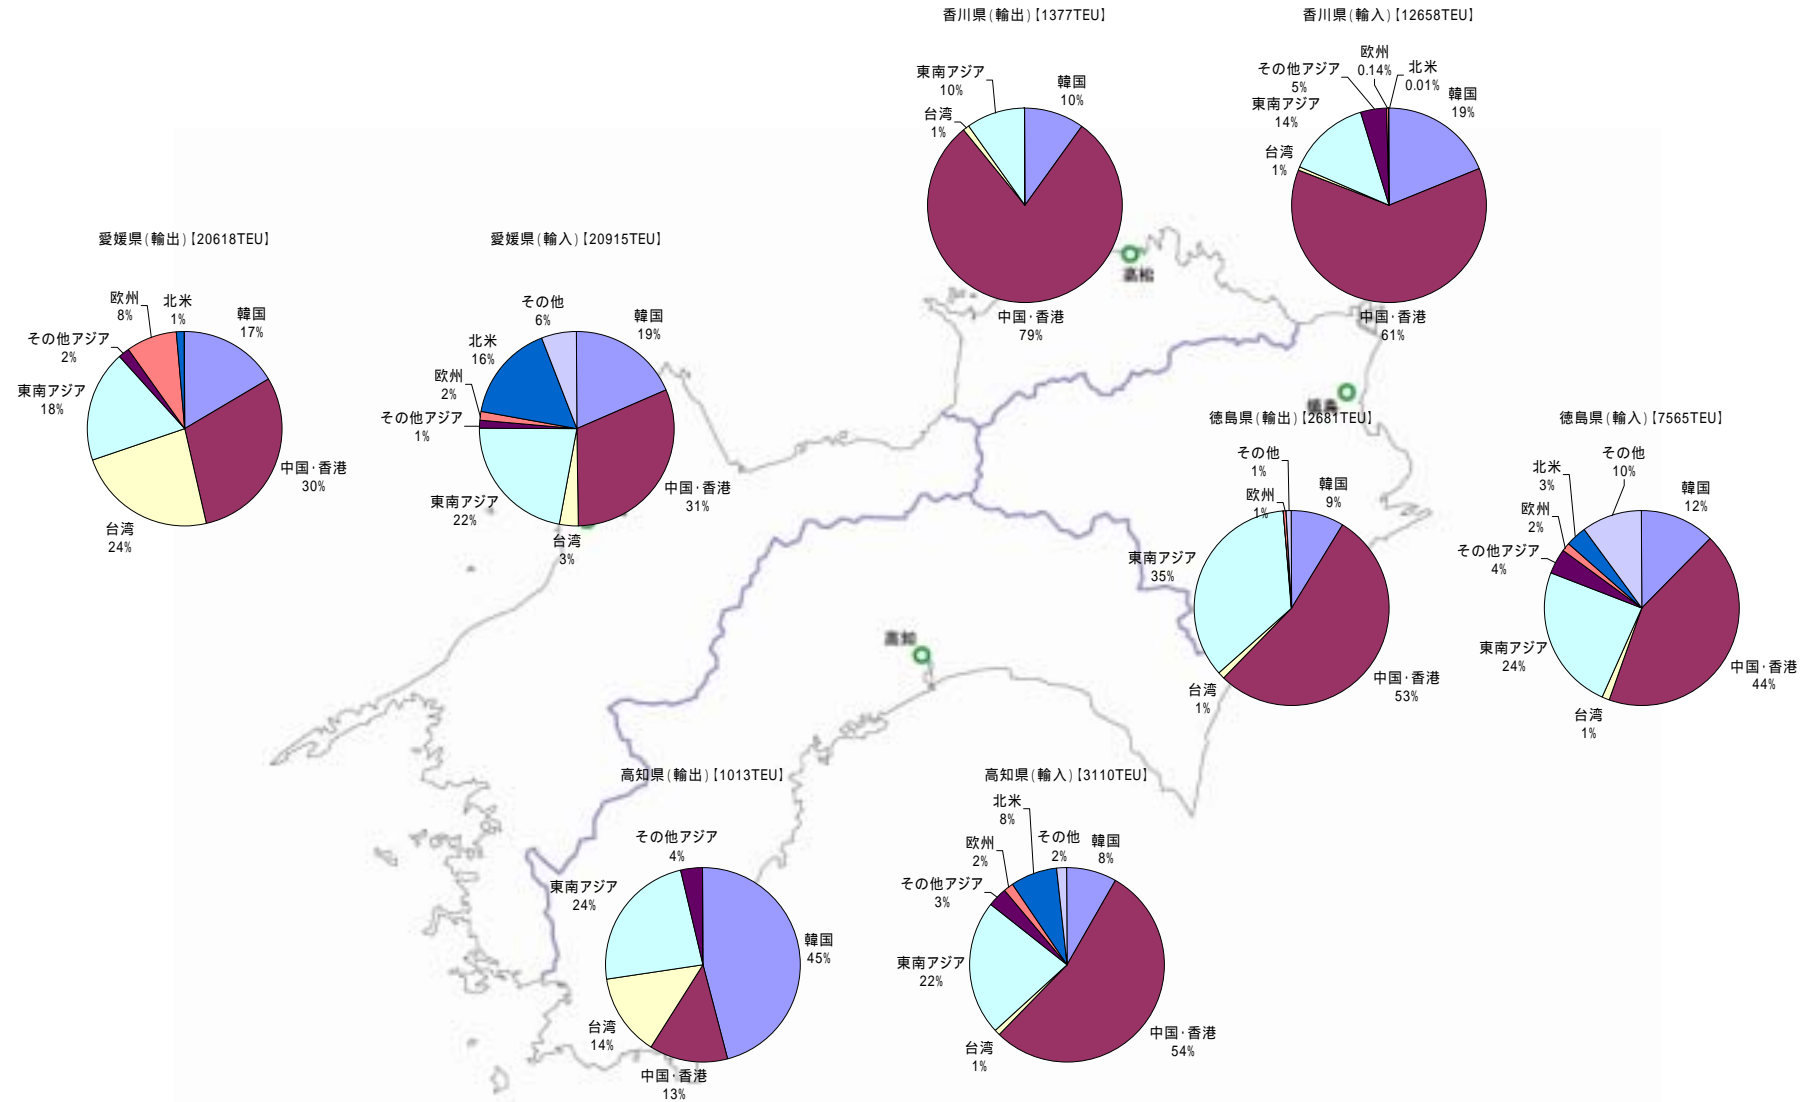 香川県(輸出)【1377TEU】
東南アジア
10%
韓国
10%
台湾
1%
中国・香港
79%
香川県(輸入)【12658TEU】
欧州
0.14%
北米
0.01%
その他アジア
5%
韓国
19%
東南アジア
14%
台湾
1%
中国・香港
61%
高松
愛媛県(輸出)【20618TEU】
欧州
8%
北米
1%
韓国
17%
その他アジア
2%
東南アジア
18%
中国・香港
30%
台湾
24%
愛媛県(輸入)【20915TEU】
その他
6%
韓国
19%
北米
16%
欧州
2%
その他アジア
1%
東南アジア
22%
中国・香港
31%
台湾
3%
徳島
徳島県(輸出)【2681TEU】
その他
1%
欧州
1%
韓国
9%
東南アジア
35%
中国・香港
53%
台湾
1%
徳島県(輸入)【7565TEU】
その他
10%
北米
3%
韓国
12%
欧州
2%
その他アジア
4%
東南アジア
24%
中国・香港
44%
台湾
1%
高知
高知県(輸出)【1013TEU】
その他アジア
4%
東南アジア
24%
韓国
45%
台湾
14%
中国・香港
13%
高知県(輸入)【3110TEU】
北米
8%
その他
2%
韓国
8%
欧州
2%
その他アジア
3%
東南アジア
22%
中国・香港
54%
台湾
1%